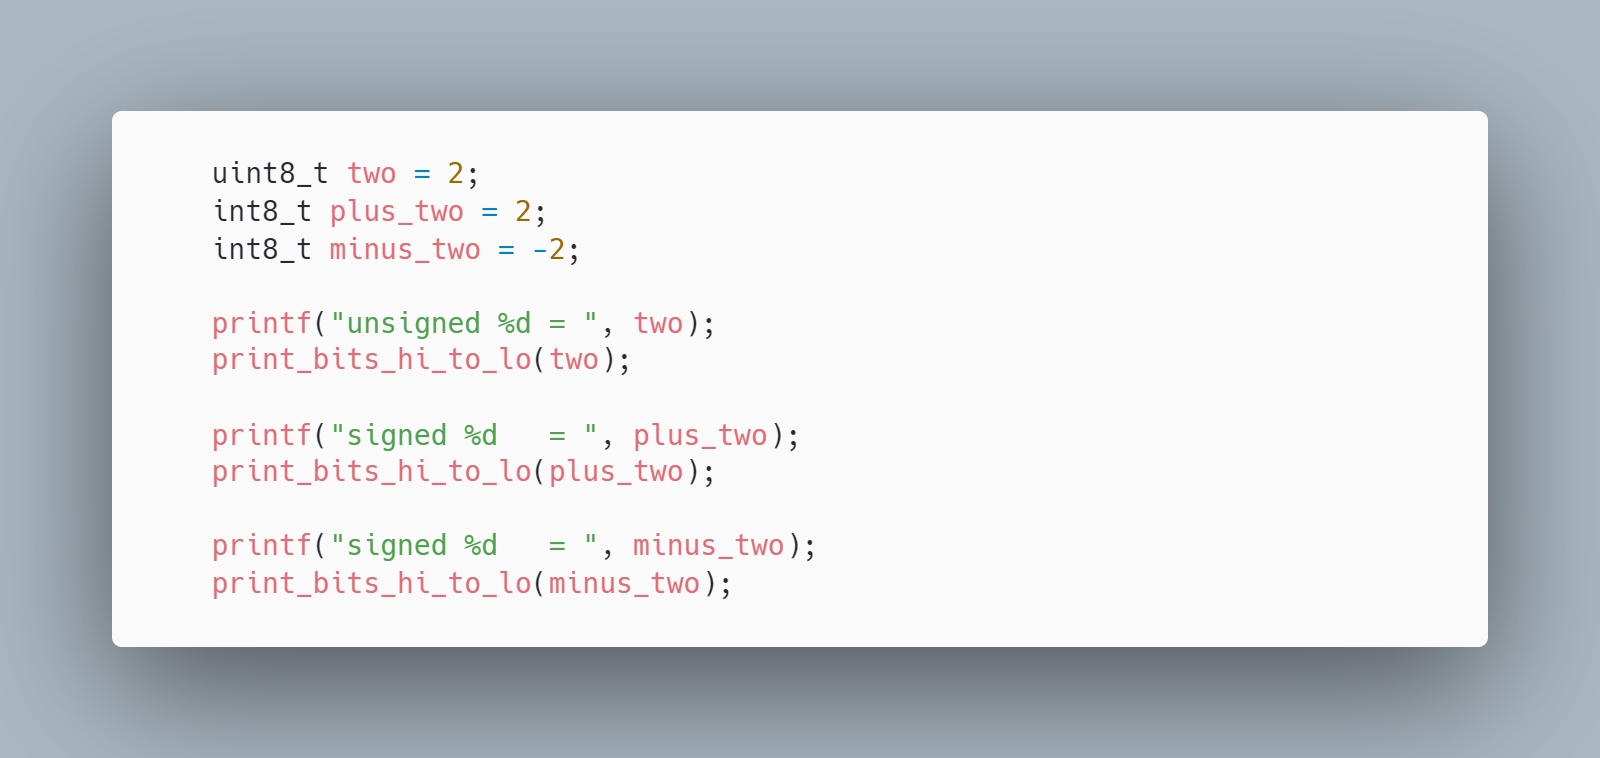 uint8_t two = 2;
int8_t plus_two = 2;
int8_t minus_two = -2;

printf("unsigned %d = ", two);
print_bits_hi_to_lo(two);

printf("signed %d   = ", plus_two);
print_bits_hi_to_lo(plus_two);

printf("signed %d   = ", minus_two);
print_bits_hi_to_lo(minus_two);